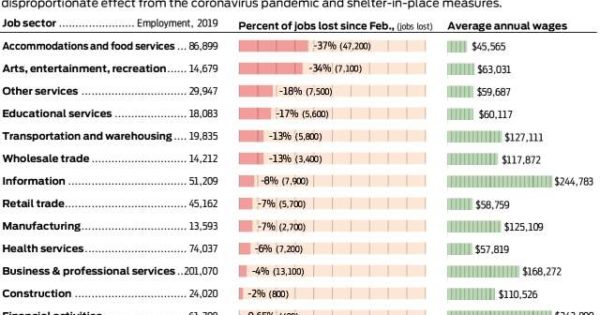 disproportionate effect from the coronavirus pandemic and shelter-in-place measures.
Job sector ..................... Employment, 2019 Percent of jobs lost since Feb., (jobs lost) Average annual wages
Accommodations and food services ... 86,899 -37% (47,200) $45,565
Arts, entertainment, recreation...... 14,679 -34% (7,100) $63,031
Other services ................................ 29,947 -18% (7,500) $59,687
Educational services ...................... 18,083 -17% (5,600) $60,117
Transportation and warehousing .... 19,835 -13% (5,800) $127,111
Wholesale trade ............................. 14,212 -13% (3,400) $117,872
Information .................................... 51,209 -8% (7,900) $244,783
Retail trade..................................... 45,162 -7% (5,700) $58,759
Manufacturing................................ 13,593 -7% (2,700) $125,109
Health services............................... 74,037 -6% (7,200) $57,819
Business & professional services ..201,070 -4% (13,100) $168,272
Construction .................................. 24,020 -2% (800) $110,526
Financial activities